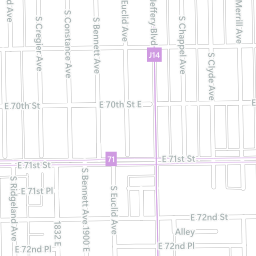 d Ave
S Cregier Ave
S Constance Ave
S Bennett Ave
Euclid Ave
Jeffery Blvd
S Chappel Ave
S Clyde Ave
Merrill Ave
J14
E 70th St
E 70th St E
71
E 71st St
E 71st St
S Ridgeland Ave
E 71st Pl
1832 E
S Bennett Ave 1900 E
S Euclid Ave
E 72nd St
Alley
E 72nd Pl
E 72nd Pl